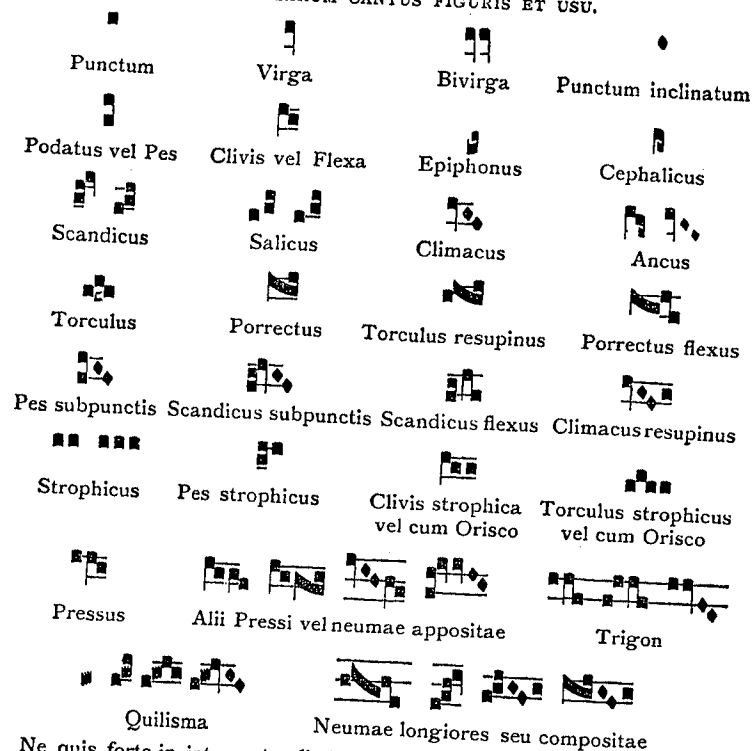 CANTUS FIGURIS ET USU.
Punctum Virga Bivirga Punctum inclinatum
Podatus vel Pes Clivis vel Flexa Epiphonus Cephalicus
Scandicus Salicus Climacus Ancus
Torculus Porrectus Torculus resupinus Porrectus flexus
Pes subpunctis Scandicus subpunctis Scandicus flexus Climacus resupinus
Strophicus Pes strophicus Clivis strophica Torculus strophicus
vel cum Orisco vel cum Orisco
Pressus Alii Pressi vel neumae appositae Trigon
Quilisma Neumae longiores seu compositae
Ne quis forte in